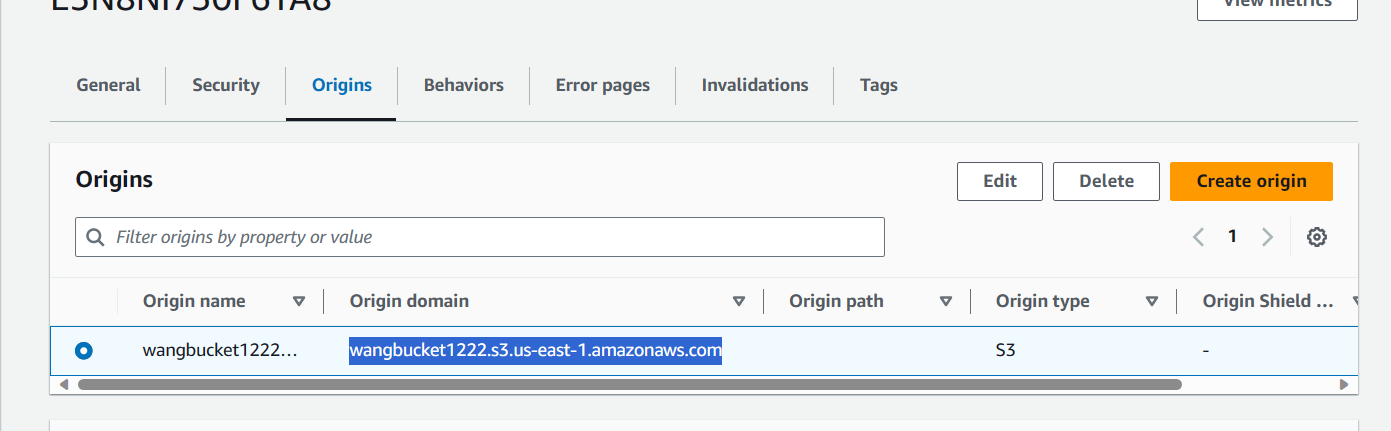 View metrics
General Security Origins Behaviors Error pages Invalidations Tags
Origins Edit Delete Create origin
Filter origins by property or value 1
Origin name Origin domain Origin path Origin type Origin Shield ...
wangbucket1222... wangbucket1222.s3.us-east-1.amazonaws.com S3 -